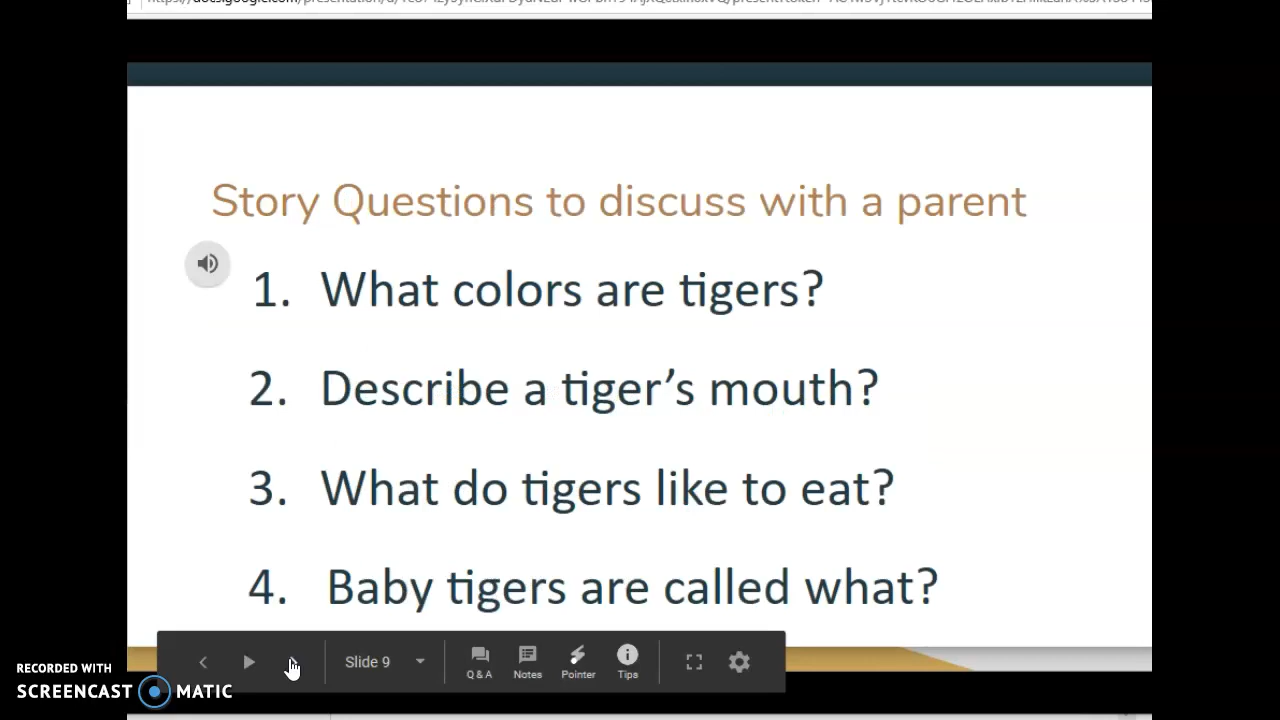 Story Questions to discuss with a parent
1. What colors are tigers?
2. Describe a tiger's mouth?
3. What do tigers like to eat?
4. Baby tigers are called what?
Slide 9
Q & A
Notes
Pointer
Tips
RECORDED WITH
SCREENCAST MATIC